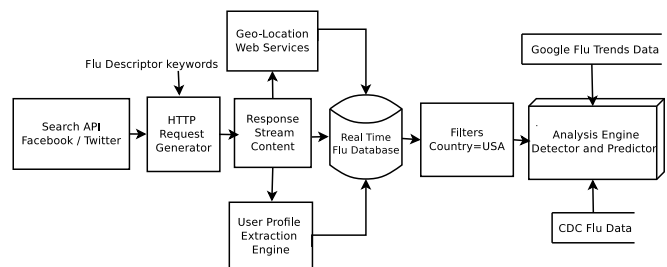 Geo-Location
Web Services
Google Flu Trends Data
Flu Descriptor keywords
Search API
Facebook / Twitter
HTTP
Request
Generator
Response
Stream
Content
Real Time
Flu Database
Filters
Country=USA
Analysis Engine
Detector and Predictor
User Profile
Extraction
Engine
CDC Flu Data